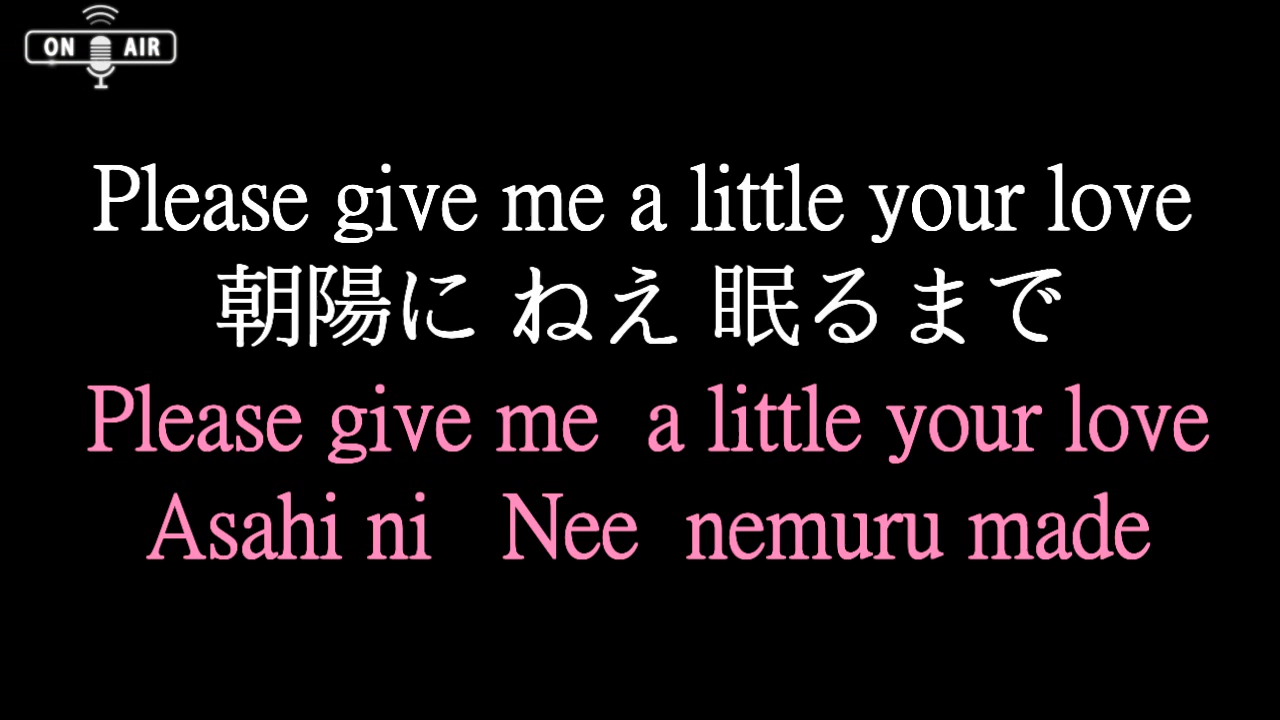 ON AIR
Please give me a little your love
朝陽に ねえ 眠るまで
Please give me  a little your love
Asahi ni   Nee  nemuru made